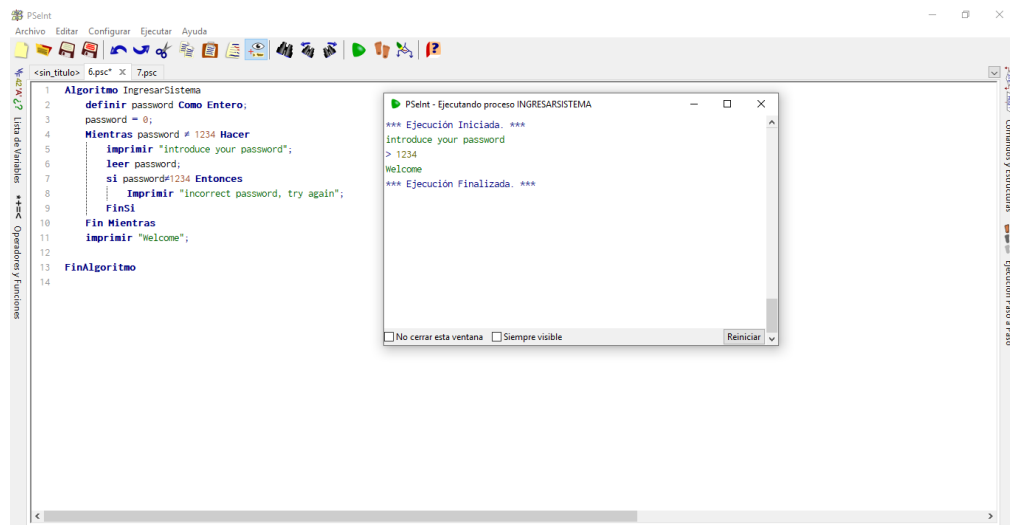 PSeInt
Archivo Editar Configurar Ejecutar Ayuda
<sin_titulo> 6.psc* 7.psc
1 Algoritmo IngresarSistema
2 definir password Como Entero;
3 password = 0;
4 Mientras password ≠ 1234 Hacer
5 imprimir "introduce your password";
6 leer password;
7 si password≠1234 Entonces
8 Imprimir "incorrect password, try again";
9 FinSi
10 Fin Mientras
11 imprimir "Welcome";
12
13 FinAlgoritmo
14
PSeInt - Ejecutando proceso INGRESARSISTEMA
*** Ejecución Iniciada. ***
introduce your password
> 1234
Welcome
*** Ejecución Finalizada. ***
No cerrar esta ventana Siempre visible Reiniciar
Lista de Variables
Operadores y Funciones
Comandos y Estructuras
Ejecución Paso a Paso